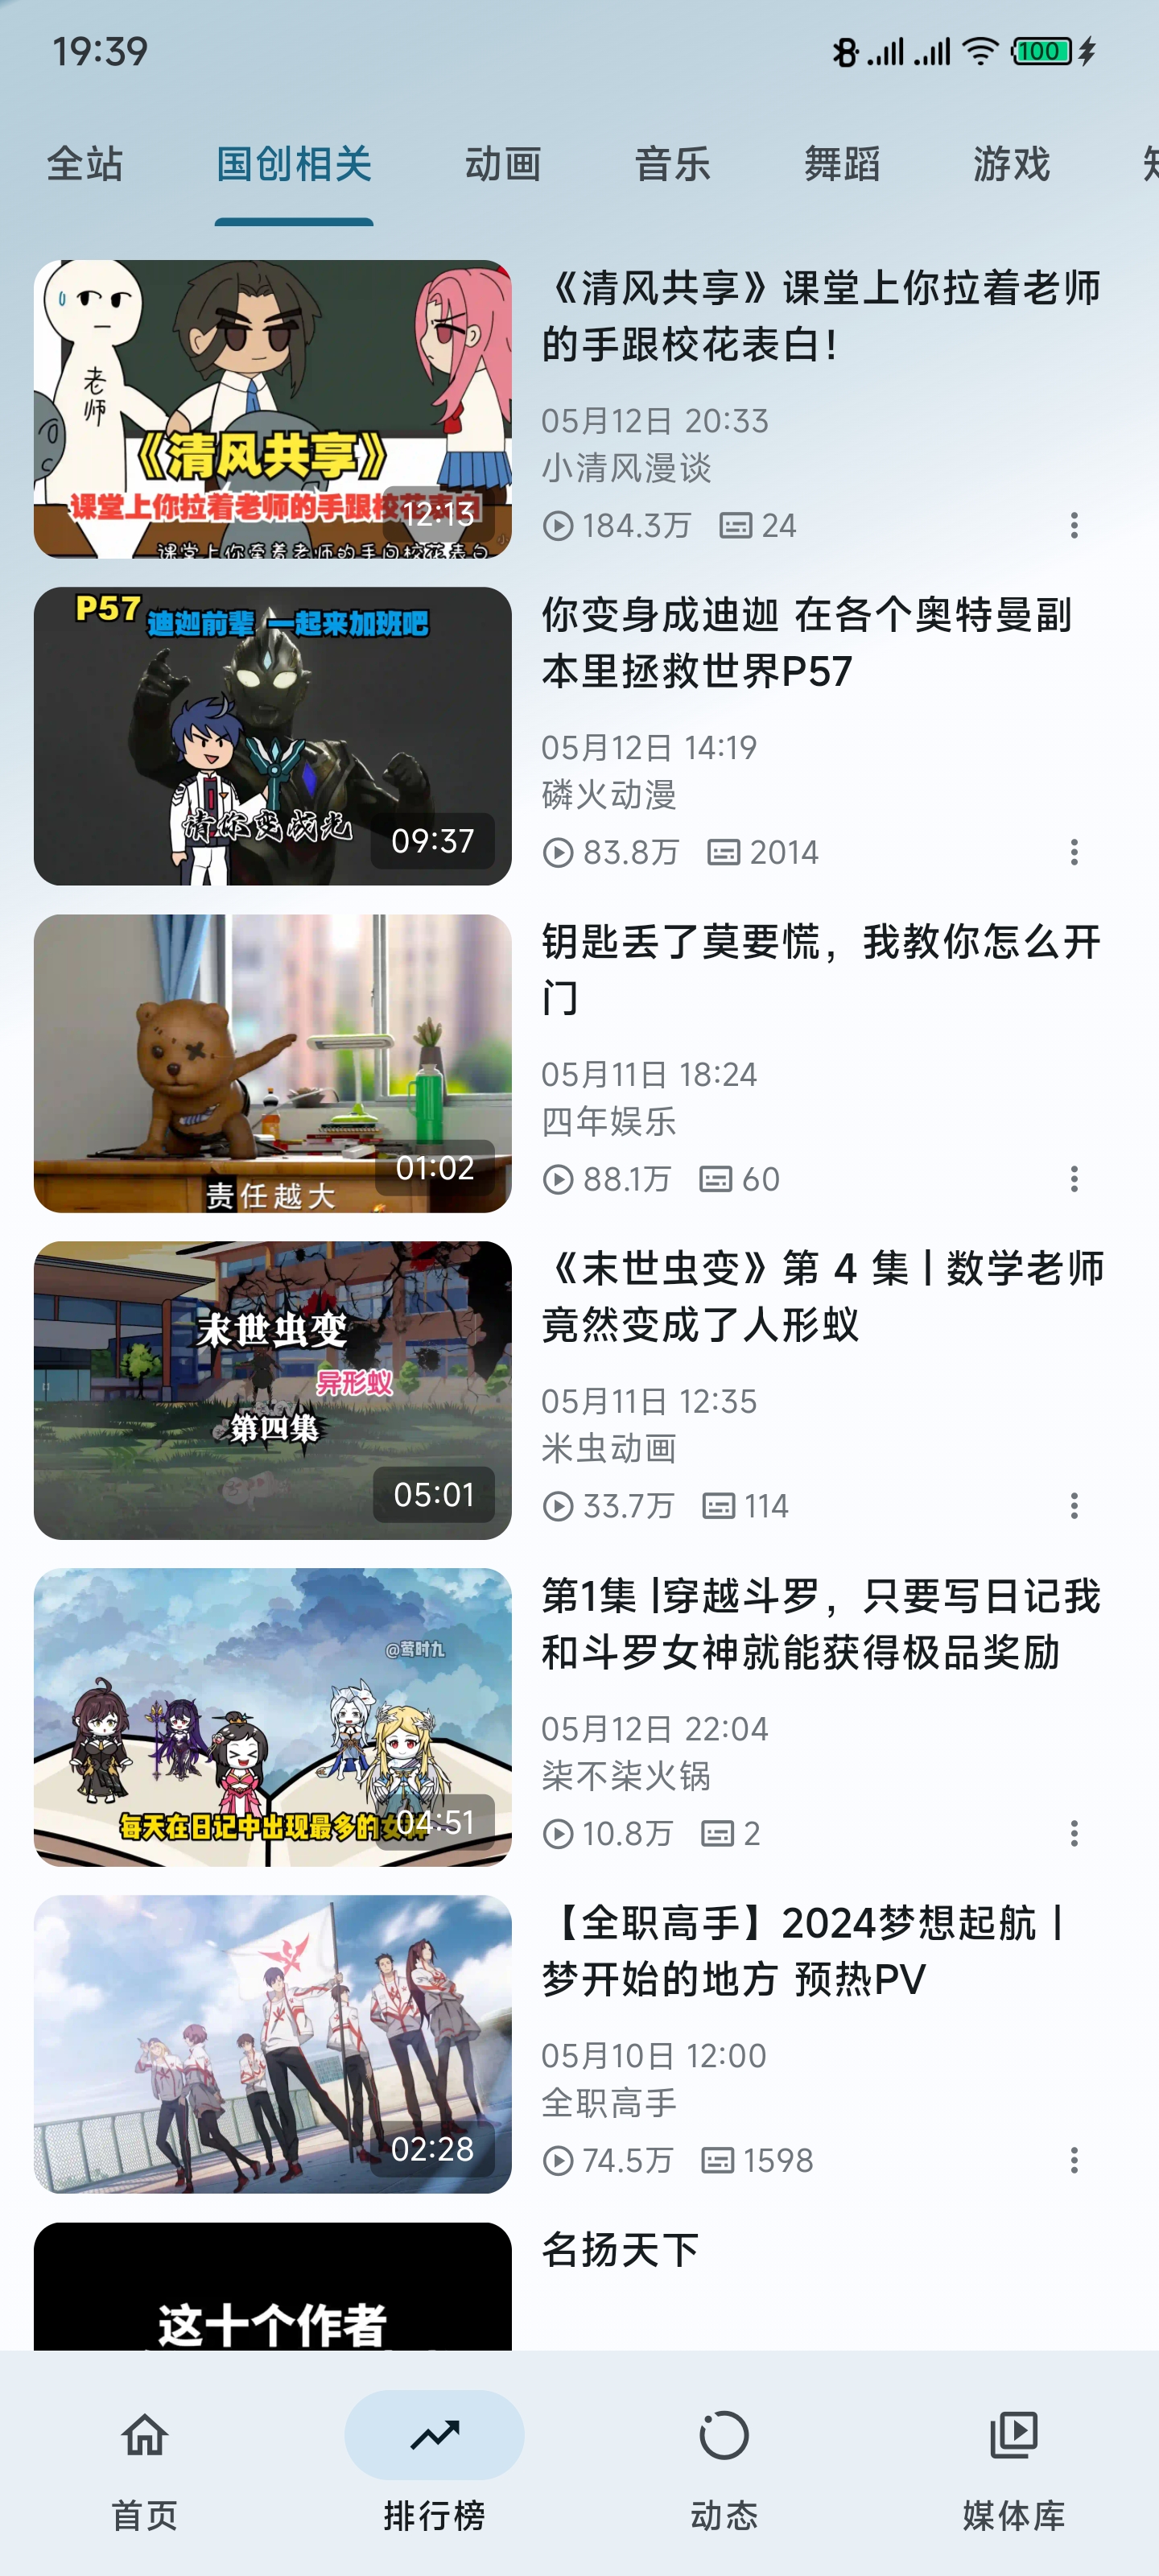 19:39
100
全站
国创相关
动画
音乐
舞蹈
游戏
老师
《清风共享》
课堂上你拉着老师的手跟校花表白
课堂上你牵着老师的手向校花表白
12:13
《清风共享》课堂上你拉着老师
的手跟校花表白！
05月12日 20:33
小清风漫谈
184.3万
24
P57
迪迦前辈 一起来加班吧
请你变成光
09:37
你变身成迪迦 在各个奥特曼副
本里拯救世界P57
05月12日 14:19
磷火动漫
83.8万
2014
责任越大
01:02
钥匙丢了莫要慌，我教你怎么开
门
05月11日 18:24
四年娱乐
88.1万
60
末世虫变
异形蚁
第四集
05:01
《末世虫变》第 4 集 | 数学老师
竟然变成了人形蚁
05月11日 12:35
米虫动画
33.7万
114
@莺时九
每天在日记中出现最多的女神
04:51
第1集 |穿越斗罗，只要写日记我
和斗罗女神就能获得极品奖励
05月12日 22:04
柒不柒火锅
10.8万
2
02:28
【全职高手】2024梦想起航 |
梦开始的地方 预热PV
05月10日 12:00
全职高手
74.5万
1598
这十个作者
名扬天下
首页
排行榜
动态
媒体库